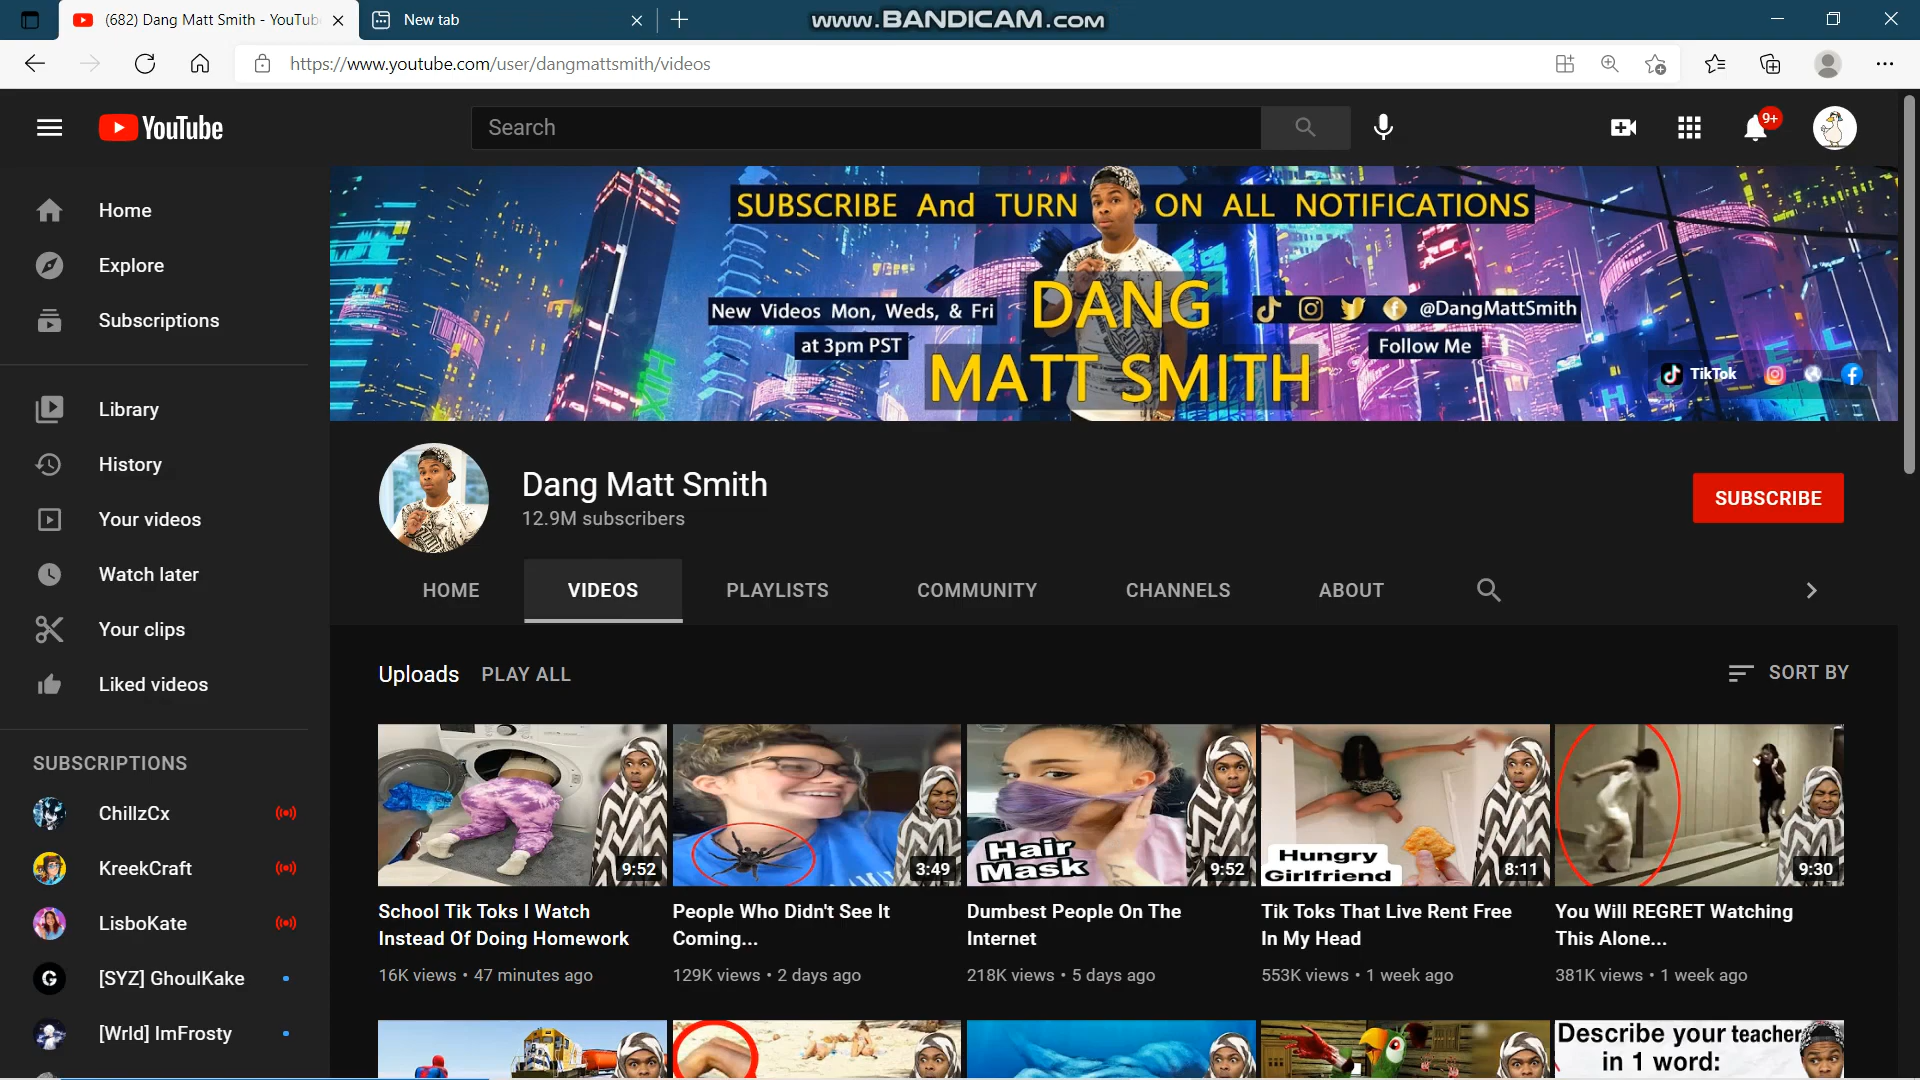 (682) Dang Matt Smith - YouTub
New tab
www.BANDICAM.com
https://www.youtube.com/user/dangmattsmith/videos
YouTube
Search
9+
Home
Explore
Subscriptions
Library
History
Your videos
Watch later
Your clips
Liked videos
SUBSCRIPTIONS
ChillzCx
KreekCraft
LisboKate
G
[SYZ] GhoulKake
[Wrld] ImFrosty
SUBSCRIBE And TURN ON ALL NOTIFICATIONS
New Videos Mon, Weds, & Fri
at 3pm PST
DANG
MATT SMITH
@DangMattSmith
Follow Me
TikTok
Dang Matt Smith
12.9M subscribers
SUBSCRIBE
HOME
VIDEOS
PLAYLISTS
COMMUNITY
CHANNELS
ABOUT
Uploads
PLAY ALL
SORT BY
9:52
School Tik Toks I Watch
Instead Of Doing Homework
16K views • 47 minutes ago
3:49
People Who Didn't See It
Coming...
129K views • 2 days ago
Hair
Mask
9:52
Dumbest People On The
Internet
218K views • 5 days ago
Hungry
Girlfriend
8:11
Tik Toks That Live Rent Free
In My Head
553K views • 1 week ago
9:30
You Will REGRET Watching
This Alone...
381K views • 1 week ago
Describe your teacher
in 1 word: